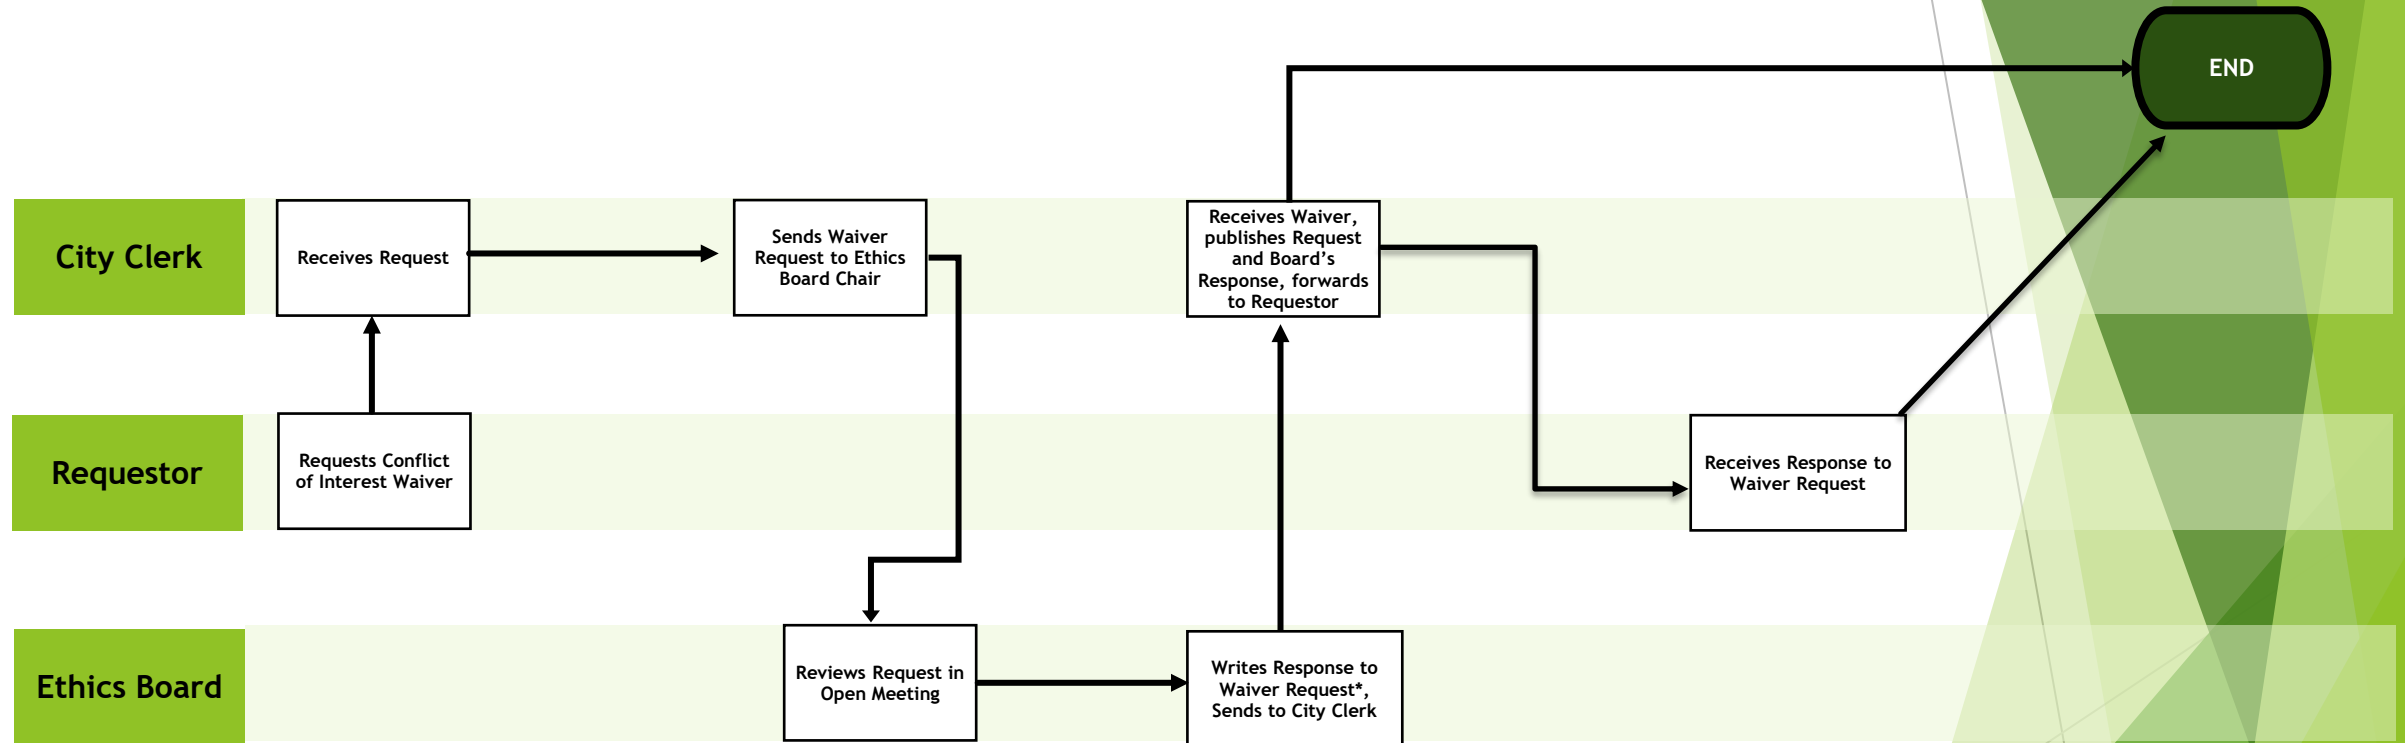 END
City Clerk
Receives Request
Sends Waiver
Request to Ethics
Board Chair
Receives Waiver,
publishes Request
and Board’s
Response, forwards
to Requestor
Requestor
Requests Conflict
of Interest Waiver
Receives Response to
Waiver Request
Ethics Board
Reviews Request in
Open Meeting
Writes Response to
Waiver Request*,
Sends to City Clerk